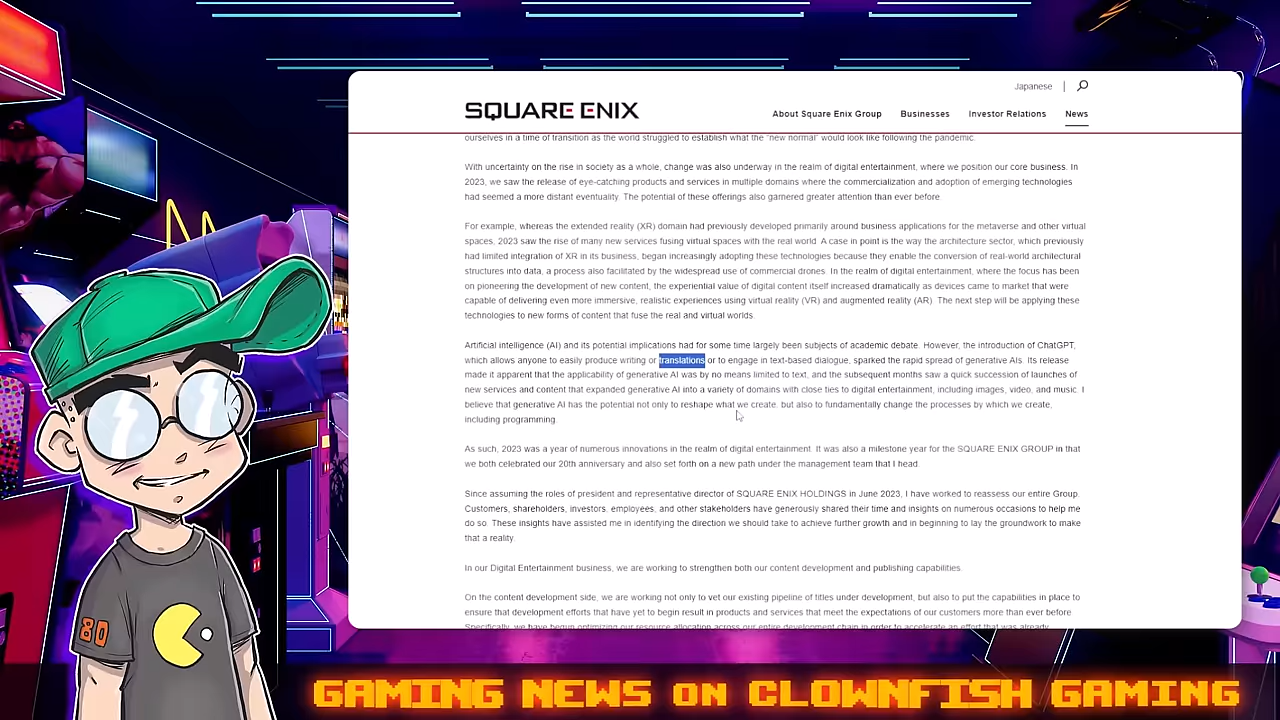 Japanese |
SQUARE ENIX
About Square Enix Group Businesses Investor Relations News
ourselves in a time of transition as the world struggled to establish what the "new normal" would look like following the pandemic.
With uncertainty on the rise in society as a whole, change was also underway in the realm of digital entertainment, where we position our core business. In
2023, we saw the release of eye-catching products and services in multiple domains where the commercialization and adoption of emerging technologies
had seemed a more distant eventuality. The potential of these offerings also garnered greater attention than ever before.
For example, whereas the extended reality (XR) domain had previously developed primarily around business applications for the metaverse and other virtual
spaces, 2023 saw the rise of many new services fusing virtual spaces with the real world. A case in point is the way the architecture sector, which previously
had limited integration of XR in its business, began increasingly adopting these technologies because they enable the conversion of real-world architectural
structures into data, a process also facilitated by the widespread use of commercial drones. In the realm of digital entertainment, where the focus has been
on pioneering the development of new content, the experiential value of digital content itself increased dramatically as devices came to market that were
capable of delivering even more immersive, realistic experiences using virtual reality (VR) and augmented reality (AR). The next step will be applying these
technologies to new forms of content that fuse the real and virtual worlds.
Artificial intelligence (AI) and its potential implications had for some time largely been subjects of academic debate. However, the introduction of ChatGPT,
which allows anyone to easily produce writing or translations or to engage in text-based dialogue, sparked the rapid spread of generative AIs. Its release
made it apparent that the applicability of generative AI was by no means limited to text, and the subsequent months saw a quick succession of launches of
new services and content that expanded generative AI into a variety of domains with close ties to digital entertainment, including images, video, and music. I
believe that generative AI has the potential not only to reshape what we create, but also to fundamentally change the processes by which we create,
including programming.
As such, 2023 was a year of numerous innovations in the realm of digital entertainment. It was also a milestone year for the SQUARE ENIX GROUP in that
we both celebrated our 20th anniversary and also set forth on a new path under the management team that I head.
Since assuming the roles of president and representative director of SQUARE ENIX HOLDINGS in June 2023, I have worked to reassess our entire Group.
Customers, shareholders, investors, employees, and other stakeholders have generously shared their time and insights on numerous occasions to help me
do so. These insights have assisted me in identifying the direction we should take to achieve further growth and in beginning to lay the groundwork to make
that a reality.
In our Digital Entertainment business, we are working to strengthen both our content development and publishing capabilities.
On the content development side, we are working not only to vet our existing pipeline of titles under development, but also to put the capabilities in place to
ensure that development efforts that have yet to begin result in products and services that meet the expectations of our customers more than ever before.
Specifically, we have begun optimizing our resource allocation across our entire development chain in order to accelerate an effort that was already
80
GAMING NEWS ON CLOWNFISH GAMING